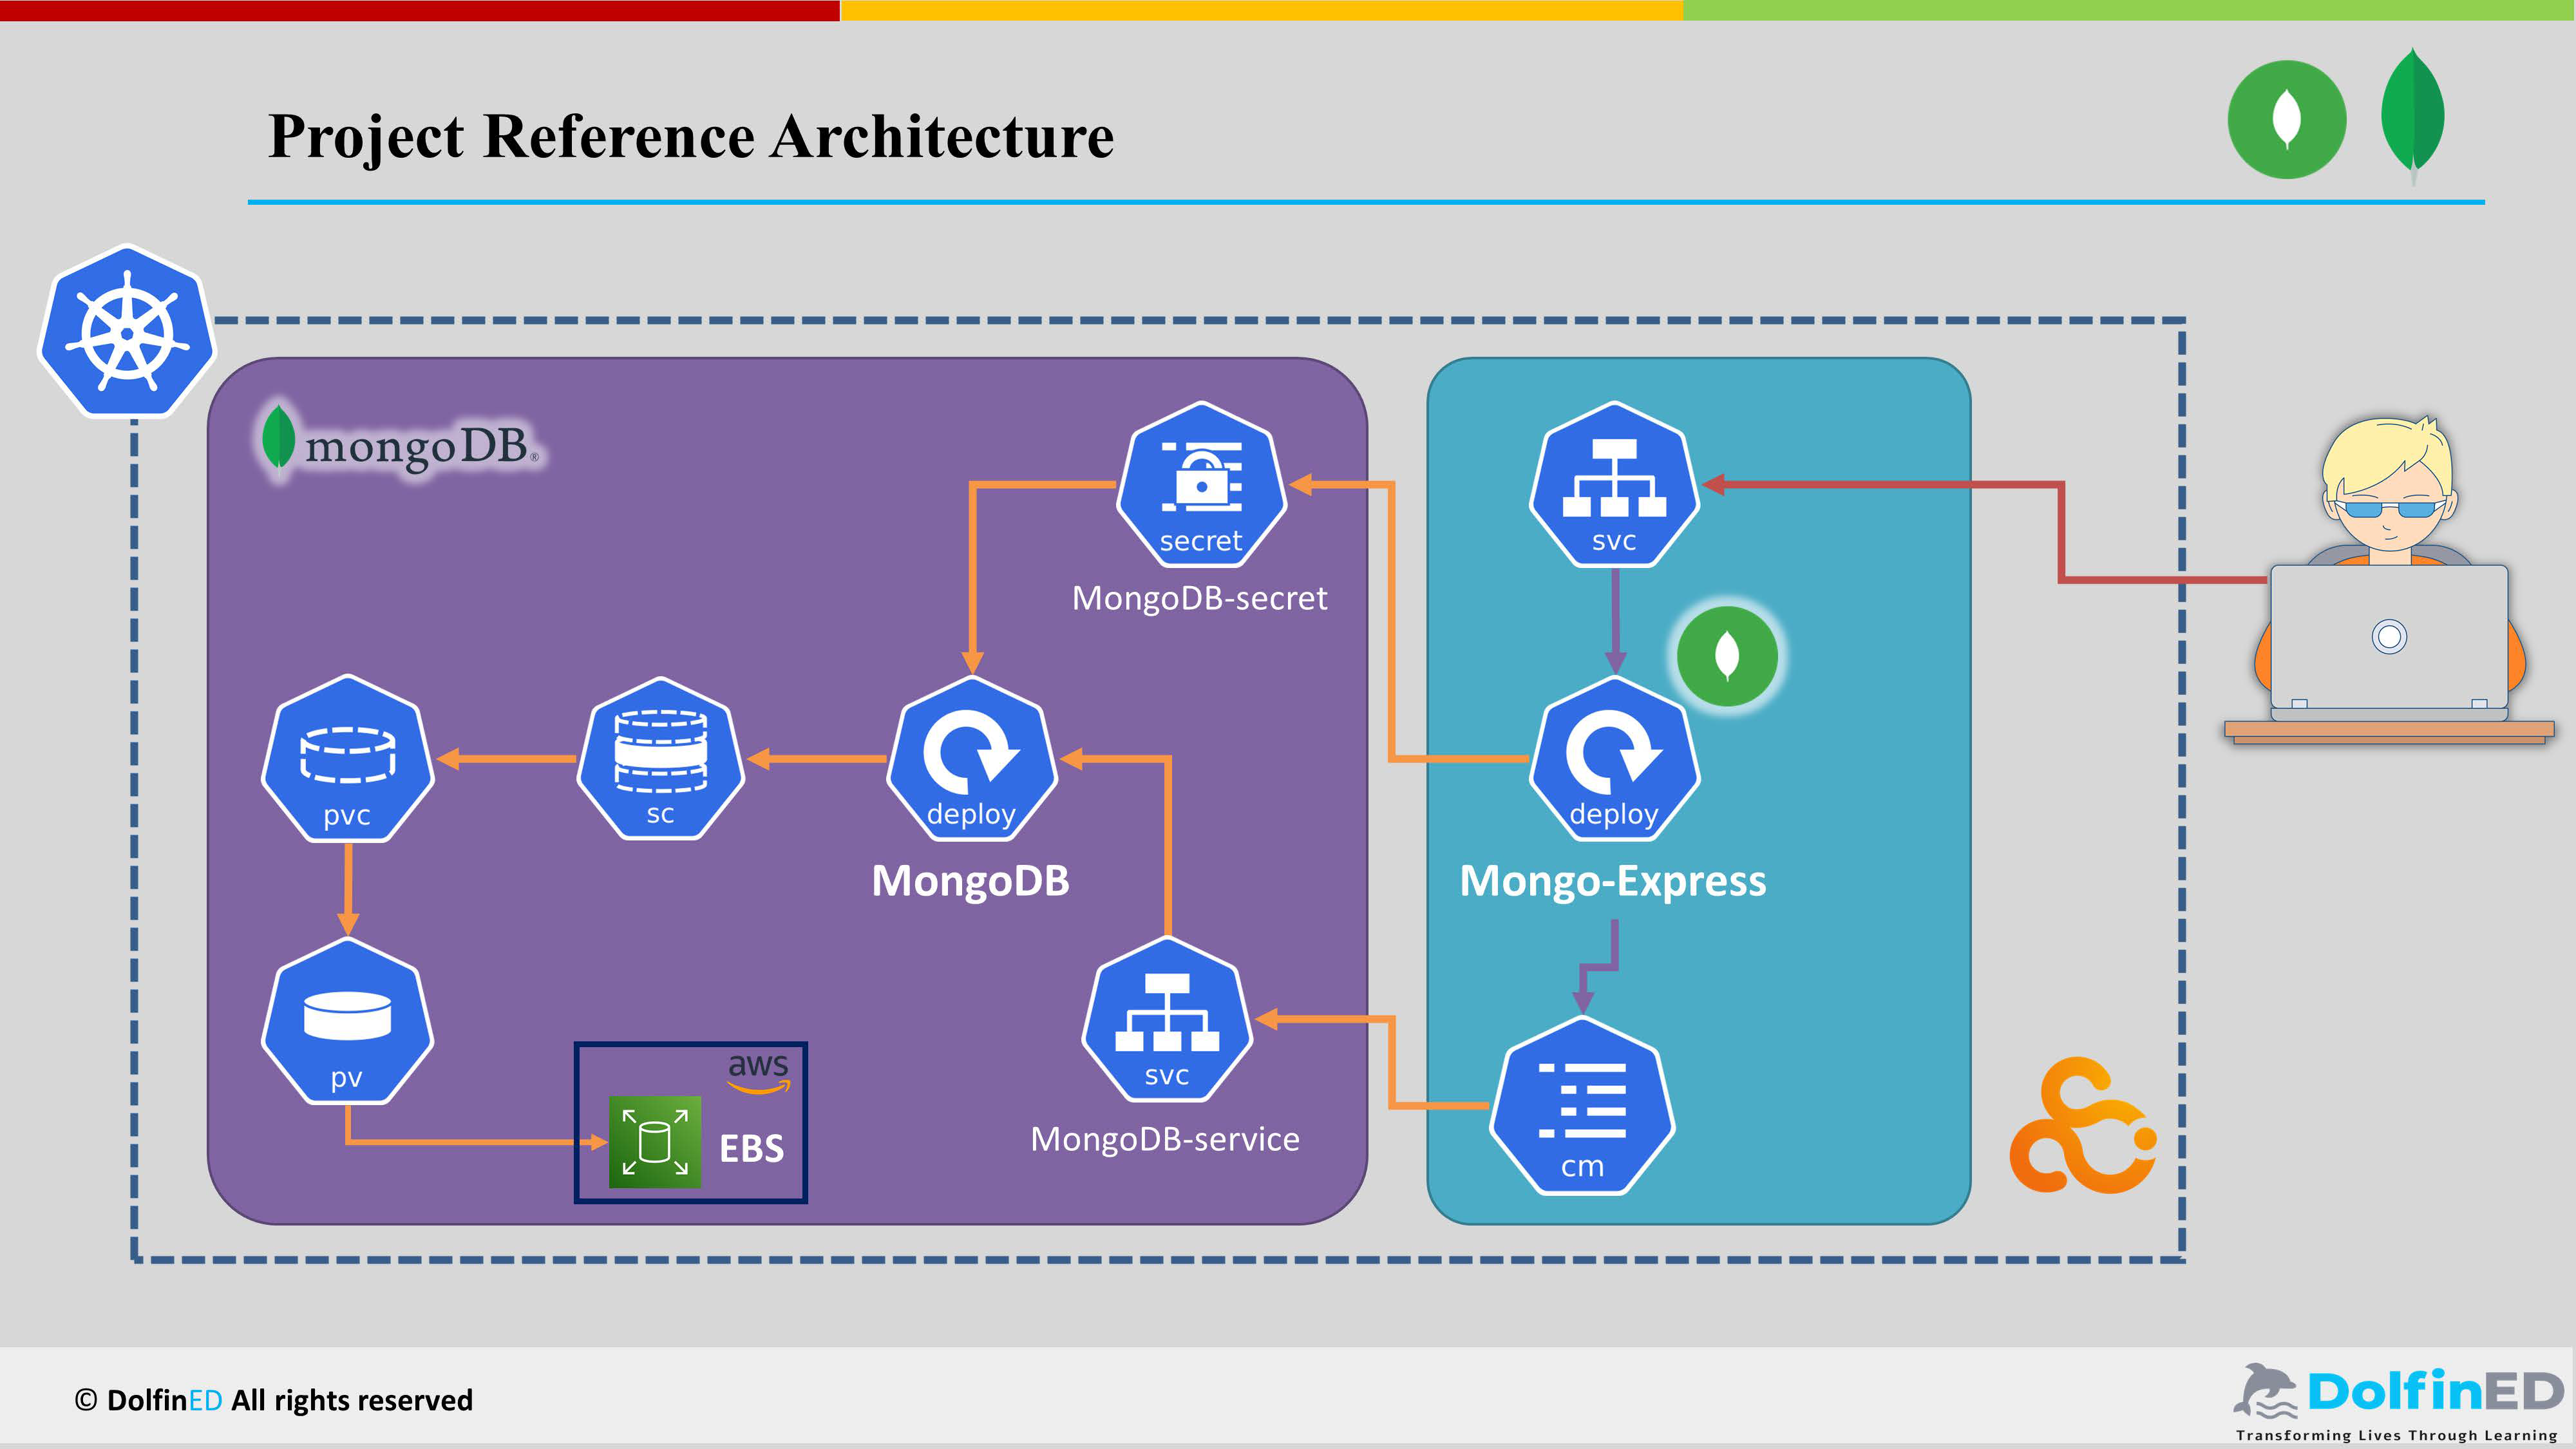 Project Reference Architecture
mongoDB®
secret
svc
MongoDB-secret
pvc
sc
deploy
deploy
MongoDB
Mongo-Express
pv
aws
EBS
svc
MongoDB-service
cm
© DolfinED All rights reserved
DolfinED
Transforming Lives Through Learning